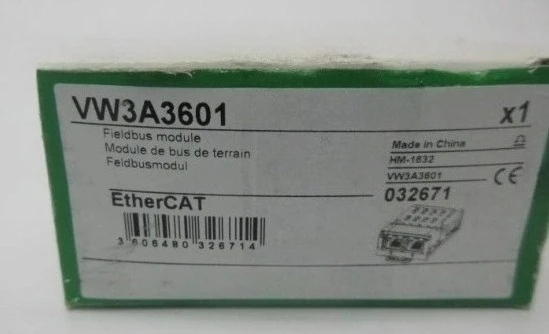 VW3A3601
x1
Fieldbus module
Module de bus de terrain
Feldbusmodul
Made in China
HM-1632
VW3A3601
CE
032671
EtherCAT
3 606480 326714